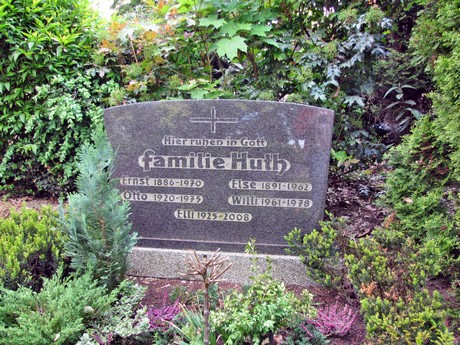 Hier ruhen in Gott
familie Huth
Ernst 1886-1970 Else 1891-1962
Otto 1920-1975 Willi 1961-1978
Elli 1925-2008